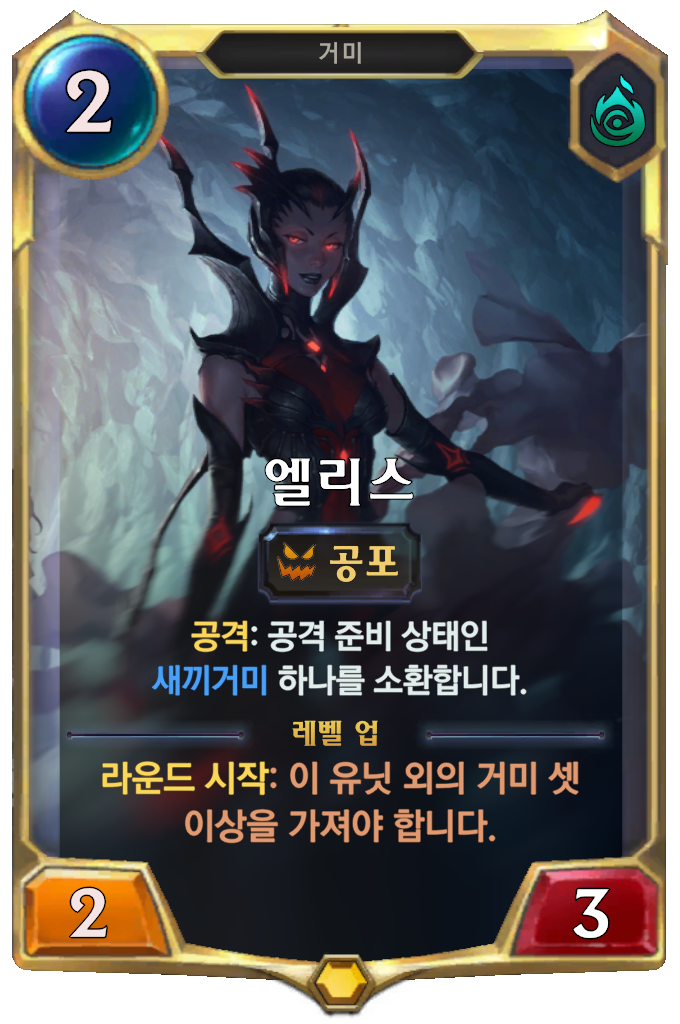 거미
2
엘리스
공포
공격: 공격 준비 상태인
새끼거미 하나를 소환합니다.
레벨 업
라운드 시작: 이 유닛 외의 거미 셋
이상을 가져야 합니다.
2
3